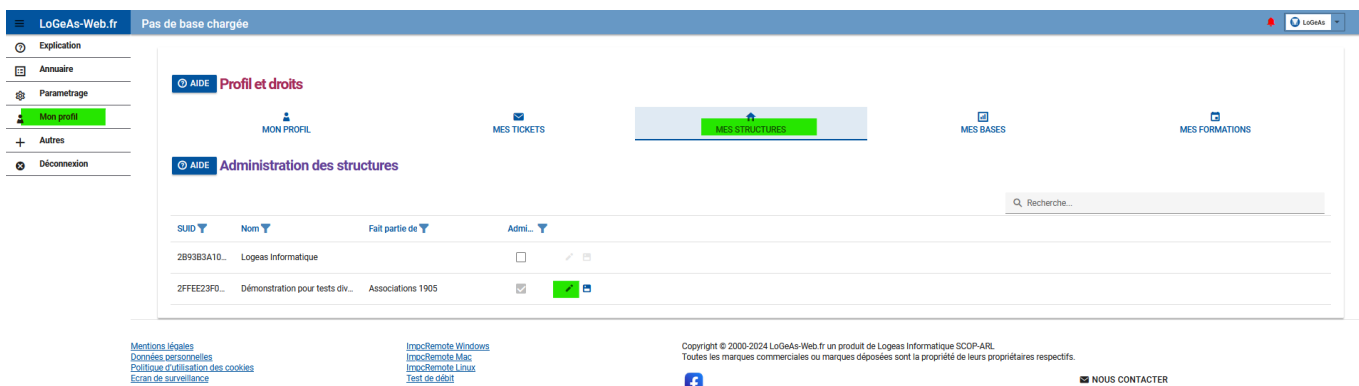 LoGeAs-Web.fr Pas de base chargée LoGeAs
Explication
Annuaire
Parametrage
Mon profil
Autres
Déconnexion
AIDE Profil et droits
MON PROFIL MES TICKETS MES STRUCTURES MES BASES MES FORMATIONS
AIDE Administration des structures
Recherche...
SUID Nom Fait partie de Admi...
2B93B3A10... Logeas Informatique
2FFEE23F0... Démonstration pour tests div... Associations 1905
Mentions légales
Données personnelles
Politique d'utilisation des cookies
Ecran de surveillance
ImpcRemote Windows
ImpcRemote Mac
ImpcRemote Linux
Test de débit
Copyright © 2000-2024 LoGeAs-Web.fr un produit de Logeas Informatique SCOP-ARL
Toutes les marques commerciales ou marques déposées sont la propriété de leurs propriétaires respectifs.
NOUS CONTACTER